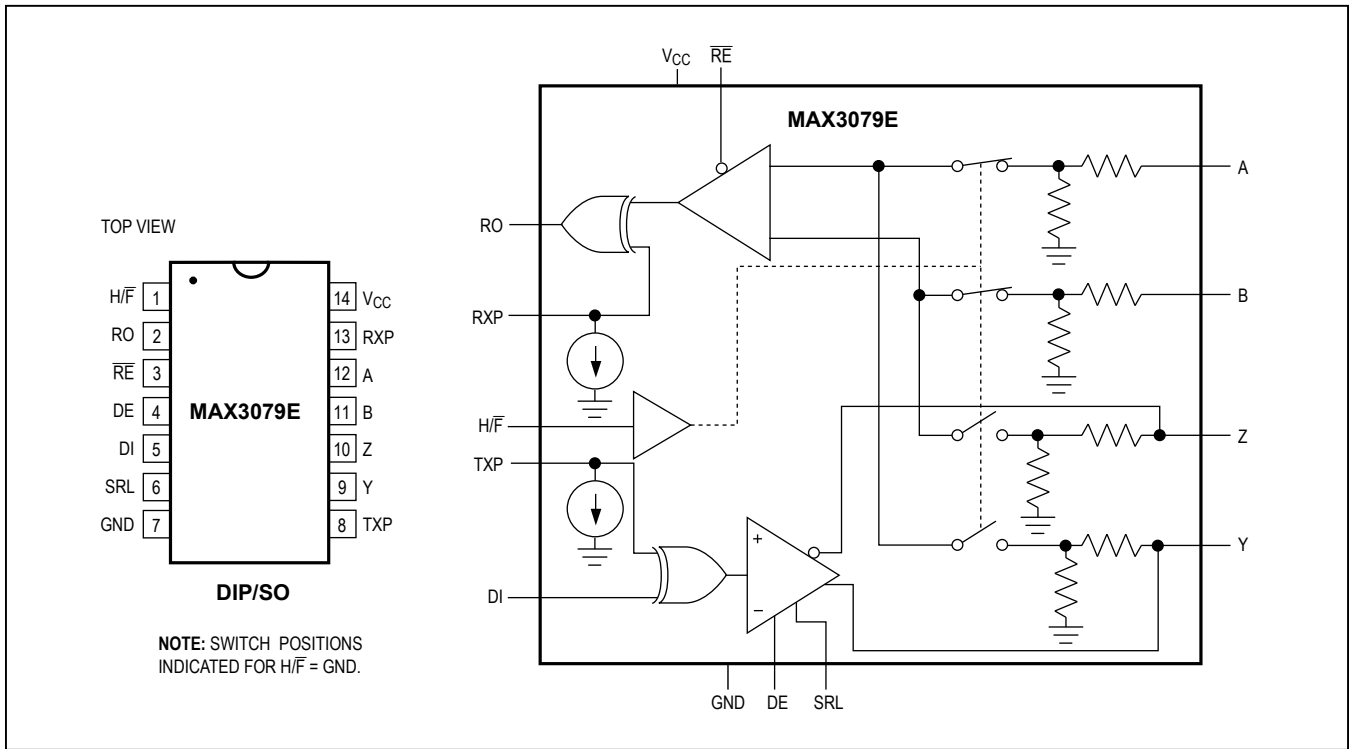 TOP VIEW
H/F̅ 1
RO 2
R̅E̅ 3
DE 4
DI 5
SRL 6
GND 7
MAX3079E
14 VCC
13 RXP
12 A
11 B
10 Z
9 Y
8 TXP
DIP/SO
NOTE: SWITCH POSITIONS
INDICATED FOR H/F̅ = GND.
VCC R̅E̅
MAX3079E
RO
RXP
H/F̅
TXP
DI
+
−
A
B
Z
Y
GND DE SRL